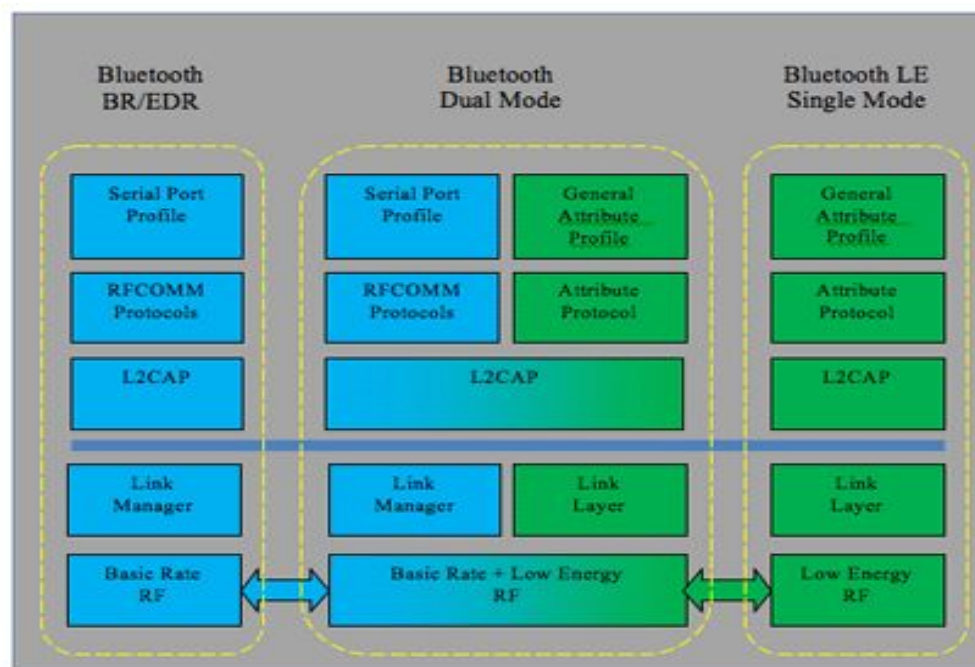 Bluetooth
BR/EDR
Bluetooth
Dual Mode
Bluetooth LE
Single Mode
Serial Port
Profile
Serial Port
Profile
General
Attribute
Profile
General
Attribute
Profile
RFCOMM
Protocols
RFCOMM
Protocols
Attribute
Protocol
Attribute
Protocol
L2CAP
L2CAP
L2CAP
Link
Manager
Link
Manager
Link
Layer
Link
Layer
Basic Rate
RF
Basic Rate + Low Energy
RF
Low Energy
RF